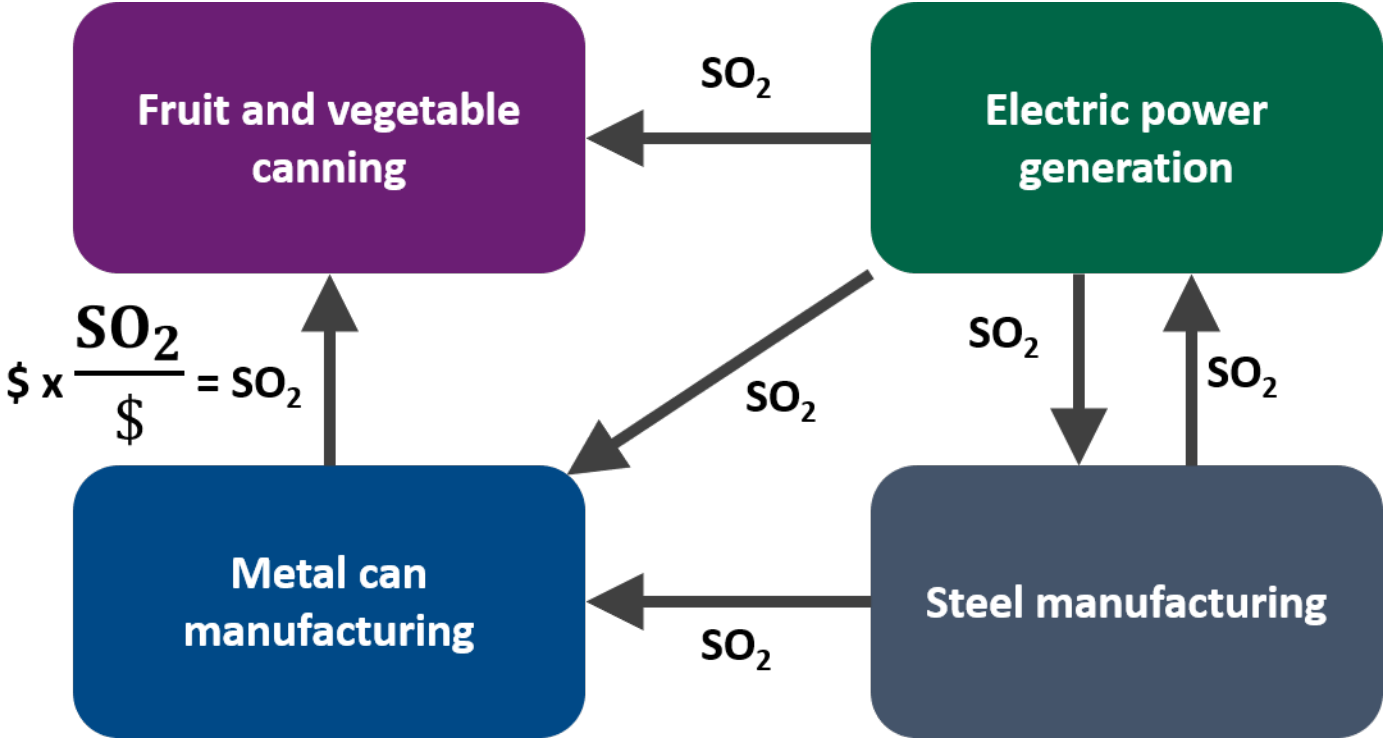 Fruit and vegetable
canning
SO₂
Electric power
generation
$ x SO₂/$ = SO₂
SO₂
SO₂
SO₂
Metal can
manufacturing
SO₂
Steel manufacturing